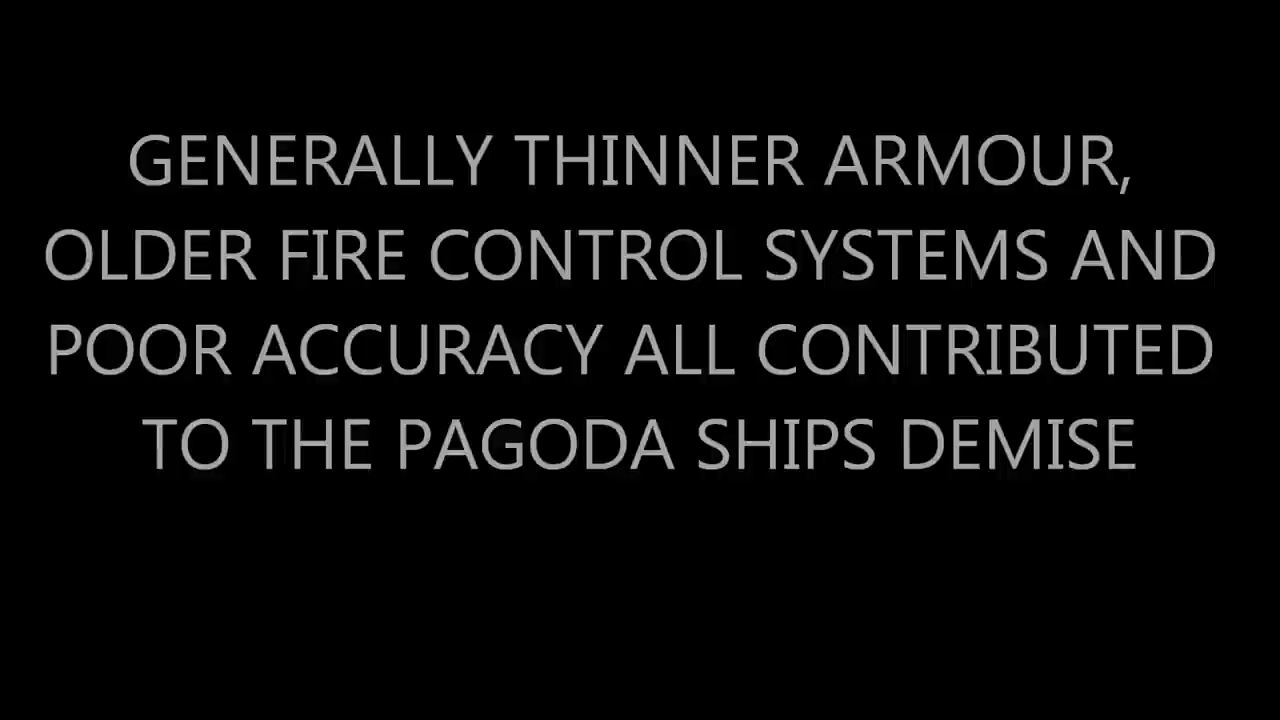 GENERALLY THINNER ARMOUR,
OLDER FIRE CONTROL SYSTEMS AND
POOR ACCURACY ALL CONTRIBUTED
TO THE PAGODA SHIPS DEMISE